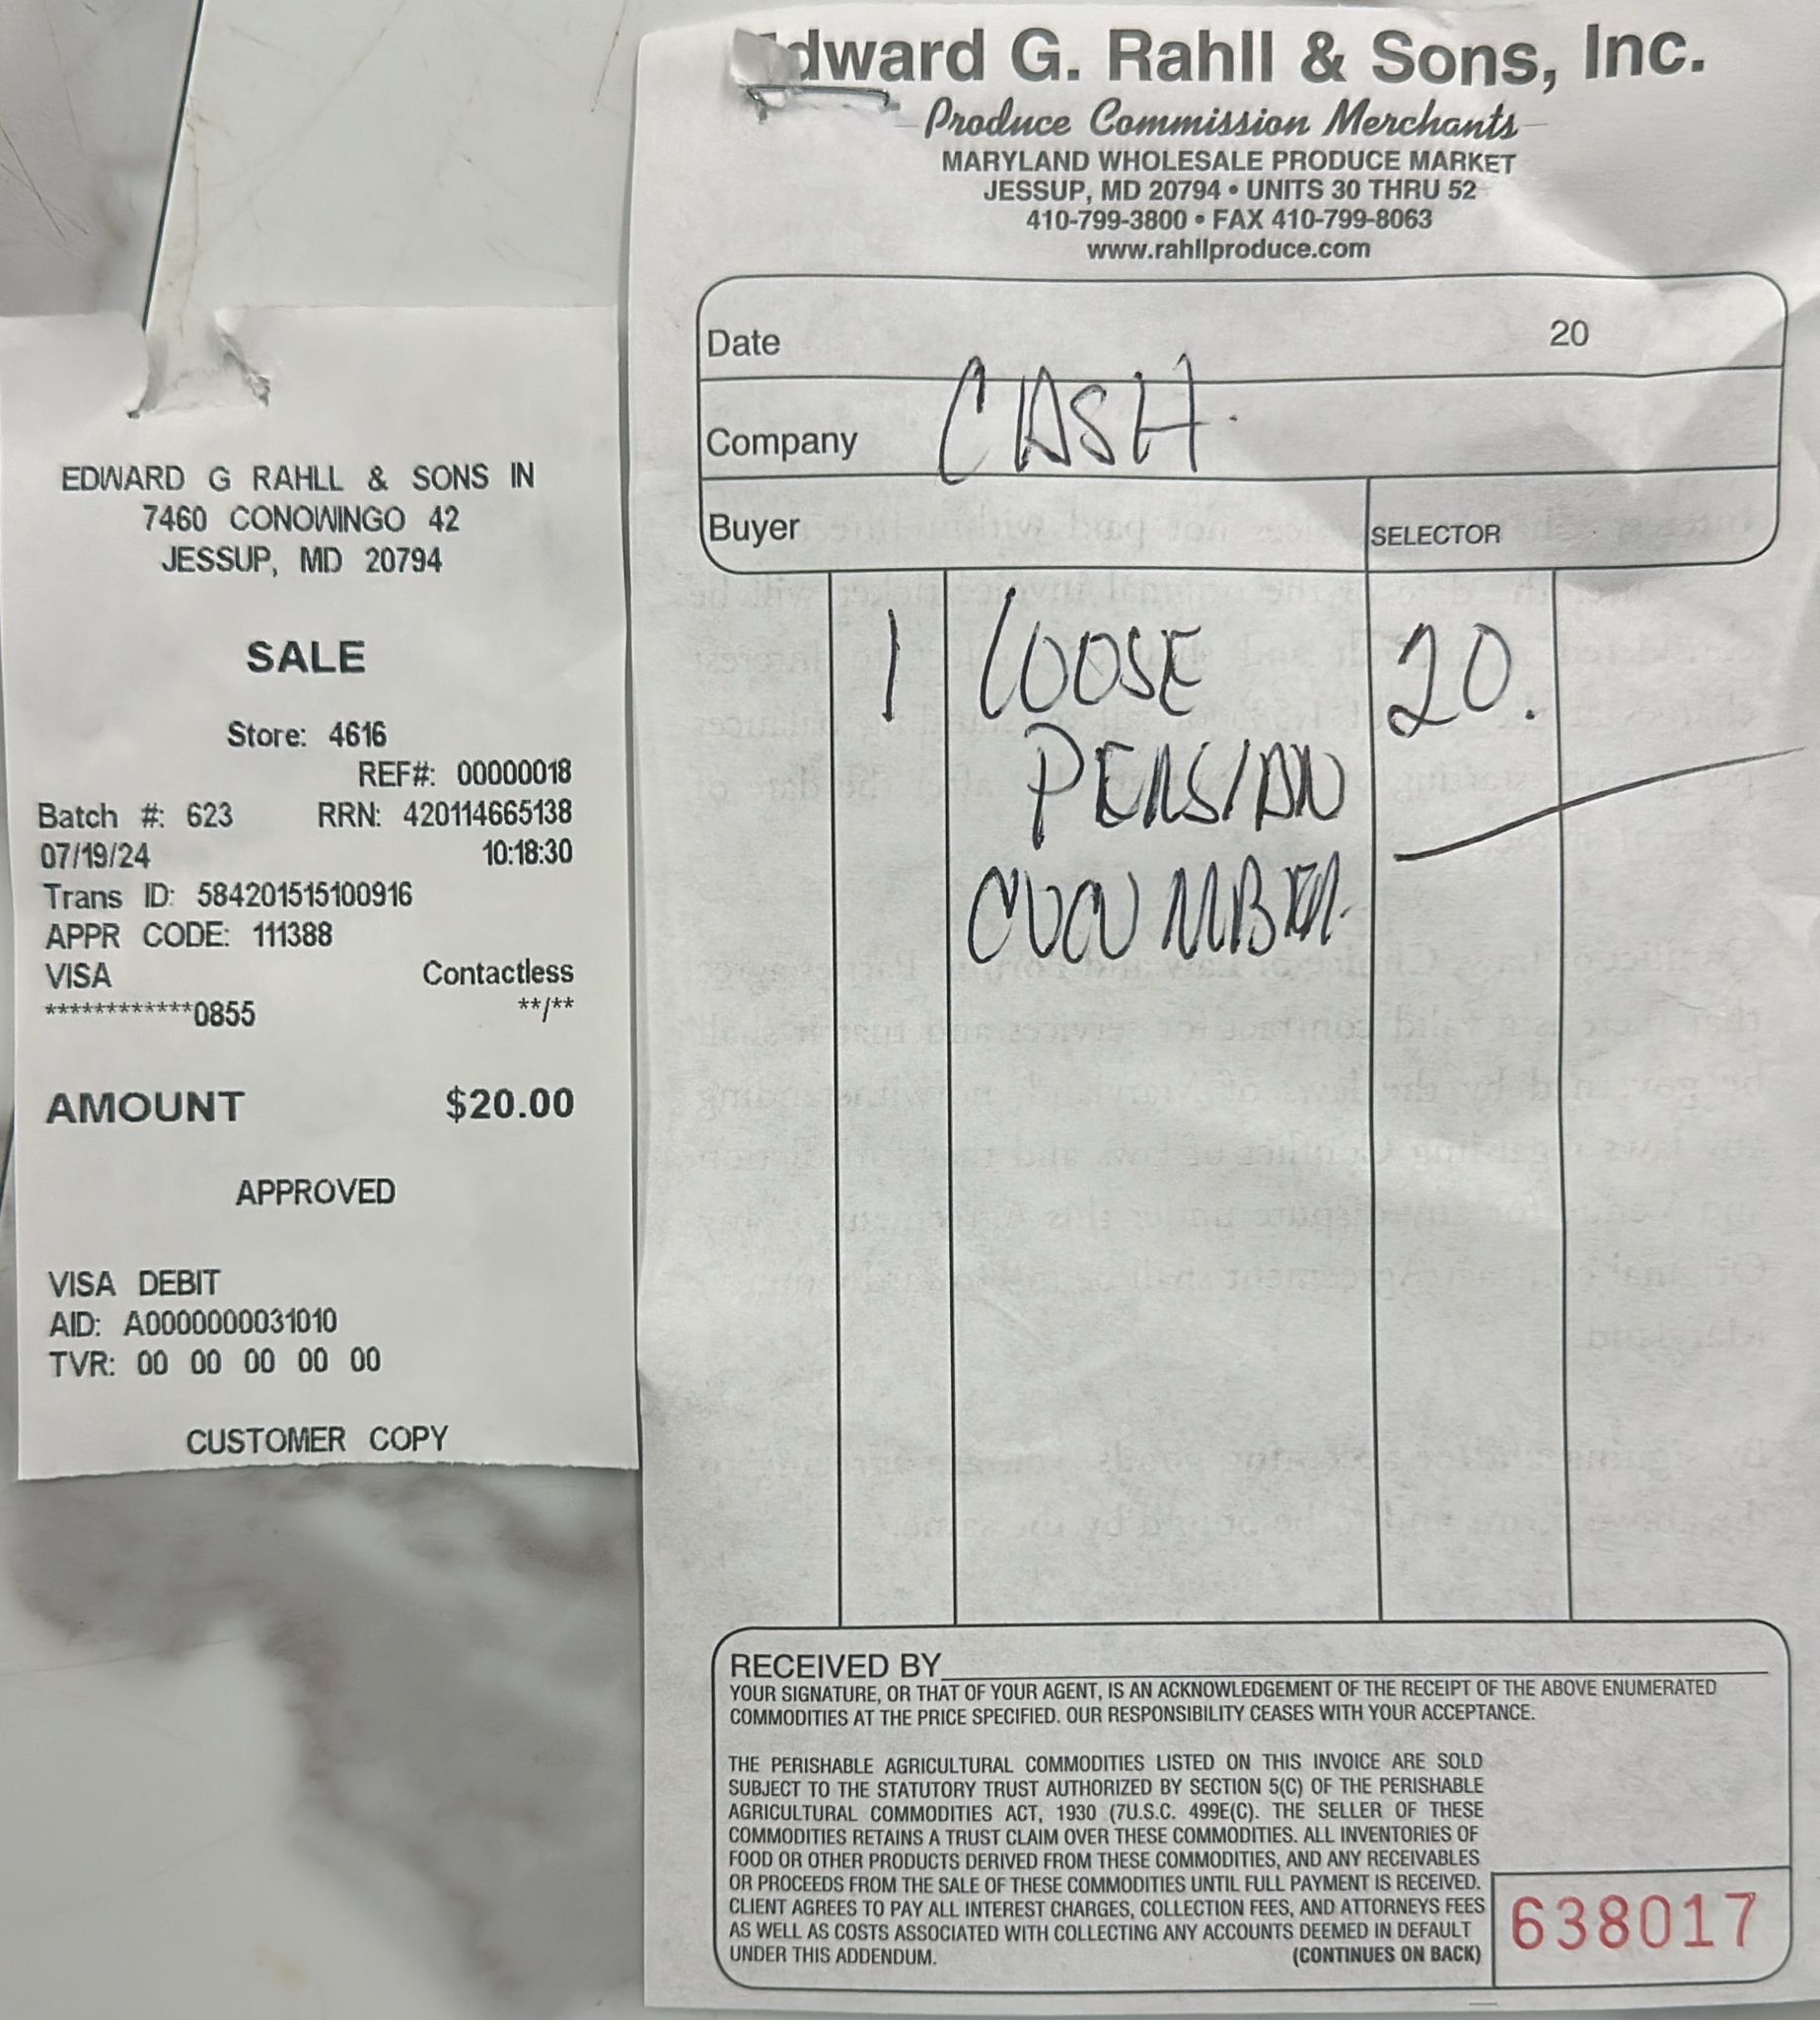 EDWARD G RAHLL & SONS IN
7460 CONOWINGO 42
JESSUP, MD 20794
SALE
Store: 4616
REF#: 00000018
Batch #: 623 RRN: 420114665138
07/19/24 10:18:30
Trans ID: 584201515100916
APPR CODE: 111388
VISA Contactless
************0855 **/**
AMOUNT $20.00
APPROVED
VISA DEBIT
AID: A0000000031010
TVR: 00 00 00 00 00
CUSTOMER COPY
Edward G. Rahll & Sons, Inc.
Produce Commission Merchants
MARYLAND WHOLESALE PRODUCE MARKET
JESSUP, MD 20794 • UNITS 30 THRU 52
410-799-3800 • FAX 410-799-8063
www.rahllproduce.com
Date 20
Company CASH
Buyer SELECTOR
1 LOOSE 20.
PERSIAN
CUCUMBER
RECEIVED BY
YOUR SIGNATURE, OR THAT OF YOUR AGENT, IS AN ACKNOWLEDGEMENT OF THE RECEIPT OF THE ABOVE ENUMERATED
COMMODITIES AT THE PRICE SPECIFIED. OUR RESPONSIBILITY CEASES WITH YOUR ACCEPTANCE.
THE PERISHABLE AGRICULTURAL COMMODITIES LISTED ON THIS INVOICE ARE SOLD
SUBJECT TO THE STATUTORY TRUST AUTHORIZED BY SECTION 5(C) OF THE PERISHABLE
AGRICULTURAL COMMODITIES ACT, 1930 (7U.S.C. 499E(C). THE SELLER OF THESE
COMMODITIES RETAINS A TRUST CLAIM OVER THESE COMMODITIES. ALL INVENTORIES OF
FOOD OR OTHER PRODUCTS DERIVED FROM THESE COMMODITIES, AND ANY RECEIVABLES
OR PROCEEDS FROM THE SALE OF THESE COMMODITIES UNTIL FULL PAYMENT IS RECEIVED.
CLIENT AGREES TO PAY ALL INTEREST CHARGES, COLLECTION FEES, AND ATTORNEYS FEES
AS WELL AS COSTS ASSOCIATED WITH COLLECTING ANY ACCOUNTS DEEMED IN DEFAULT
UNDER THIS ADDENDUM. (CONTINUES ON BACK)
638017